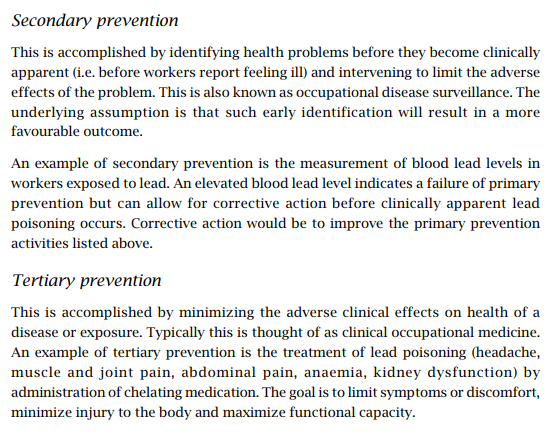 Secondary prevention
This is accomplished by identifying health problems before they become clinically
apparent (i.e. before workers report feeling ill) and intervening to limit the adverse
effects of the problem. This is also known as occupational disease surveillance. The
underlying assumption is that such early identification will result in a more
favourable outcome.
An example of secondary prevention is the measurement of blood lead levels in
workers exposed to lead. An elevated blood lead level indicates a failure of primary
prevention but can allow for corrective action before clinically apparent lead
poisoning occurs. Corrective action would be to improve the primary prevention
activities listed above.
Tertiary prevention
This is accomplished by minimizing the adverse clinical effects on health of a
disease or exposure. Typically this is thought of as clinical occupational medicine.
An example of tertiary prevention is the treatment of lead poisoning (headache,
muscle and joint pain, abdominal pain, anaemia, kidney dysfunction) by
administration of chelating medication. The goal is to limit symptoms or discomfort,
minimize injury to the body and maximize functional capacity.